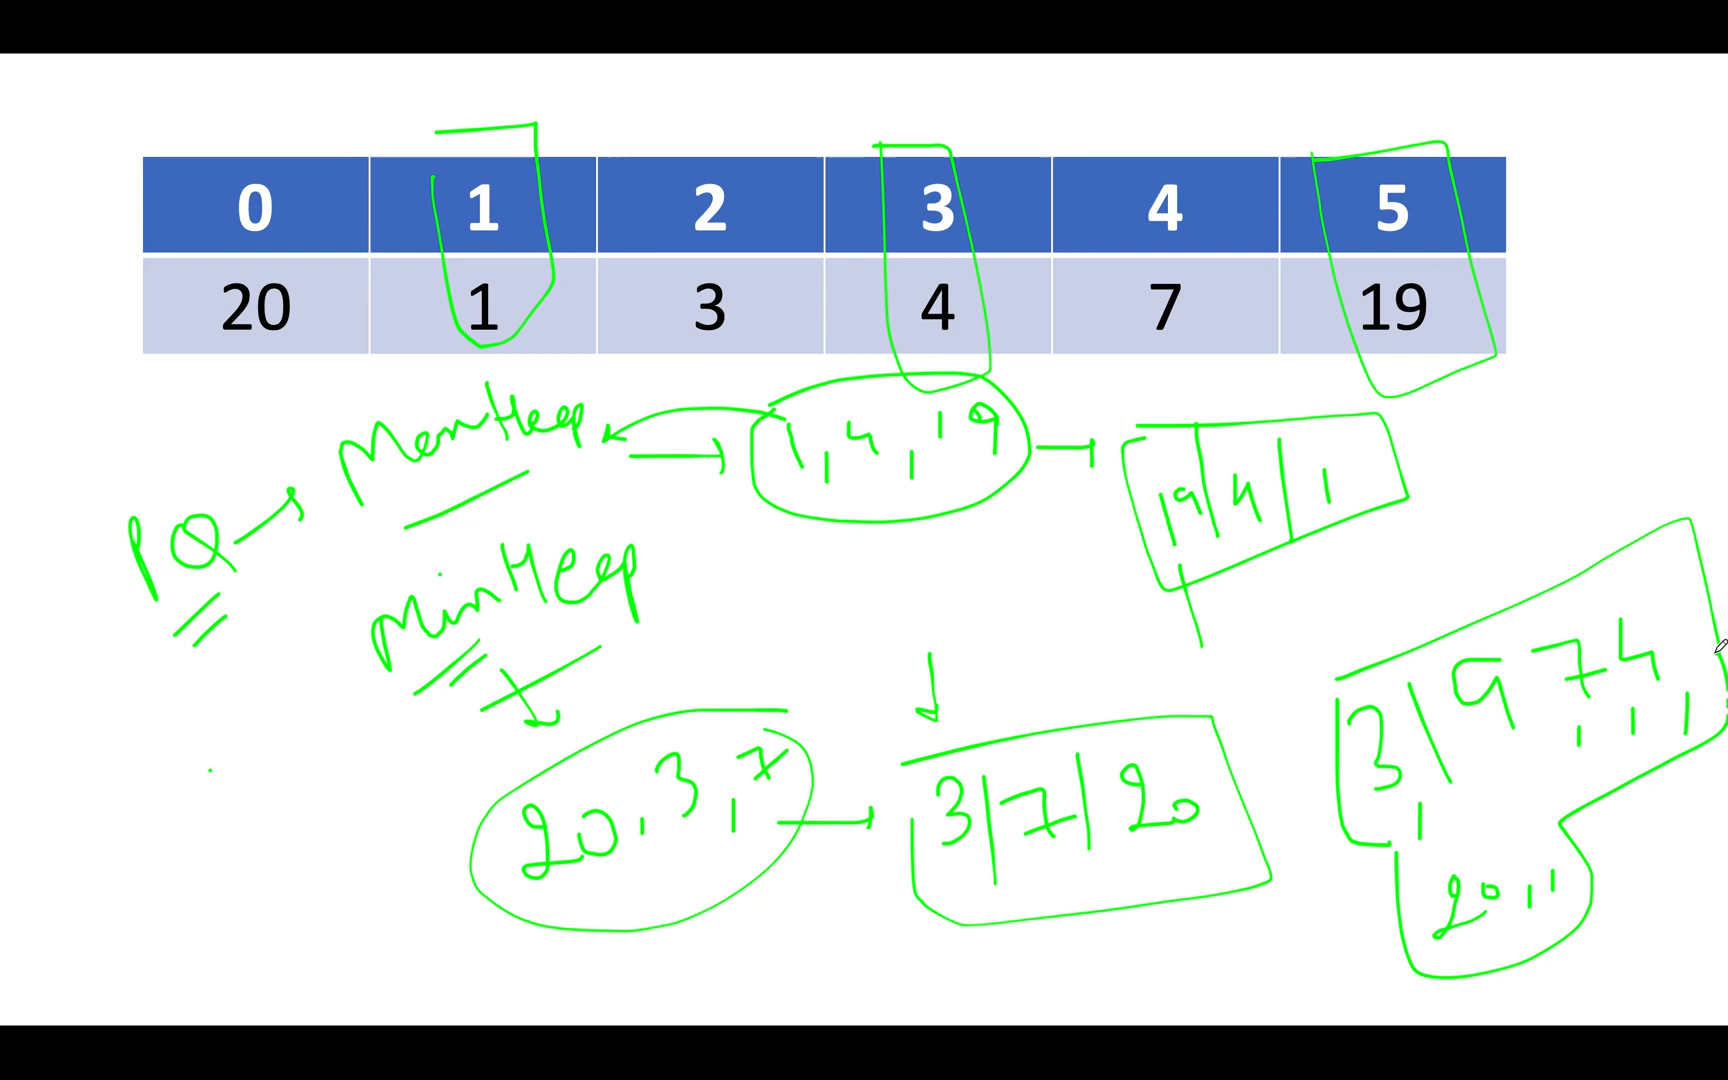 0 1 2 3 4 5
20 1 3 4 7 19
MaxHeap → 1, 4, 19 → 19 | 4 | 1
PQ →
MinHeap
20, 3, 7 → 3 | 7 | 20
3, 19, 7, 4,
20, 1